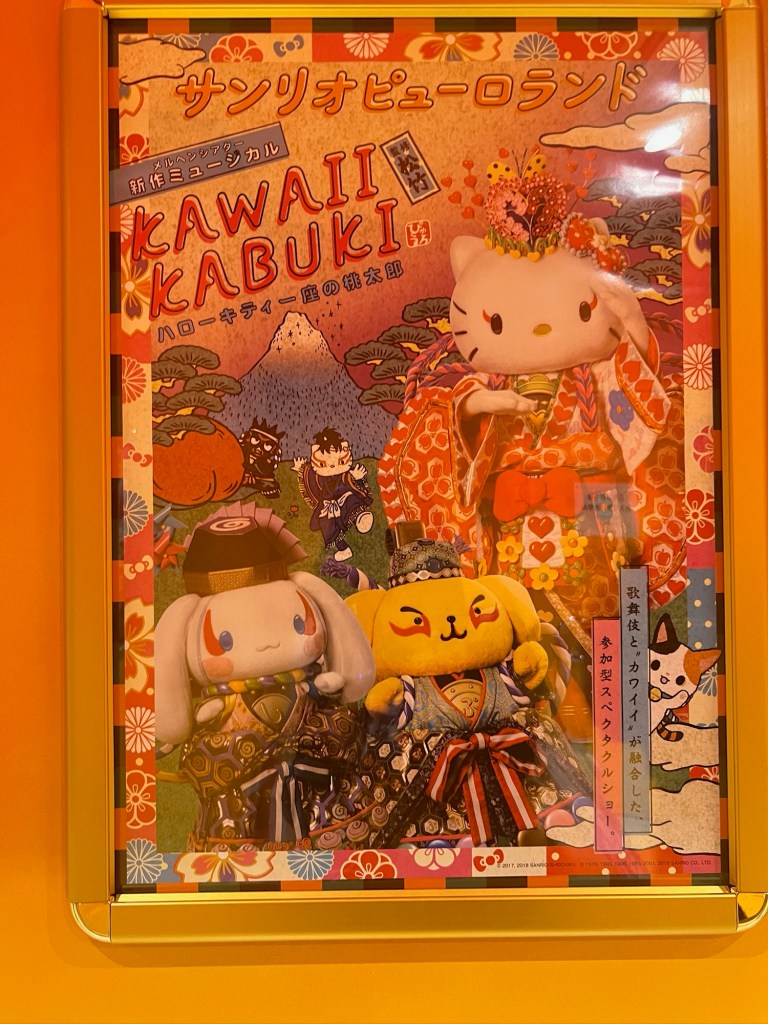 サンリオピューロランド
メルヘンシアター
新作ミュージカル
松竹
KAWAII
KABUKI
ハローキティ一座の桃太郎
歌舞伎と"カワイイ"が融合した、
参加型スペクタクルショー。